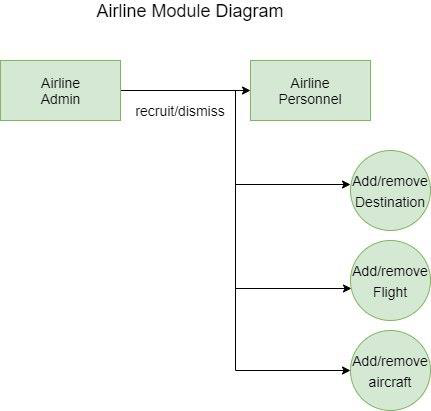 Airline Module Diagram
Airline
Admin
recruit/dismiss
Airline
Personnel
Add/remove
Destination
Add/remove
Flight
Add/remove
aircraft